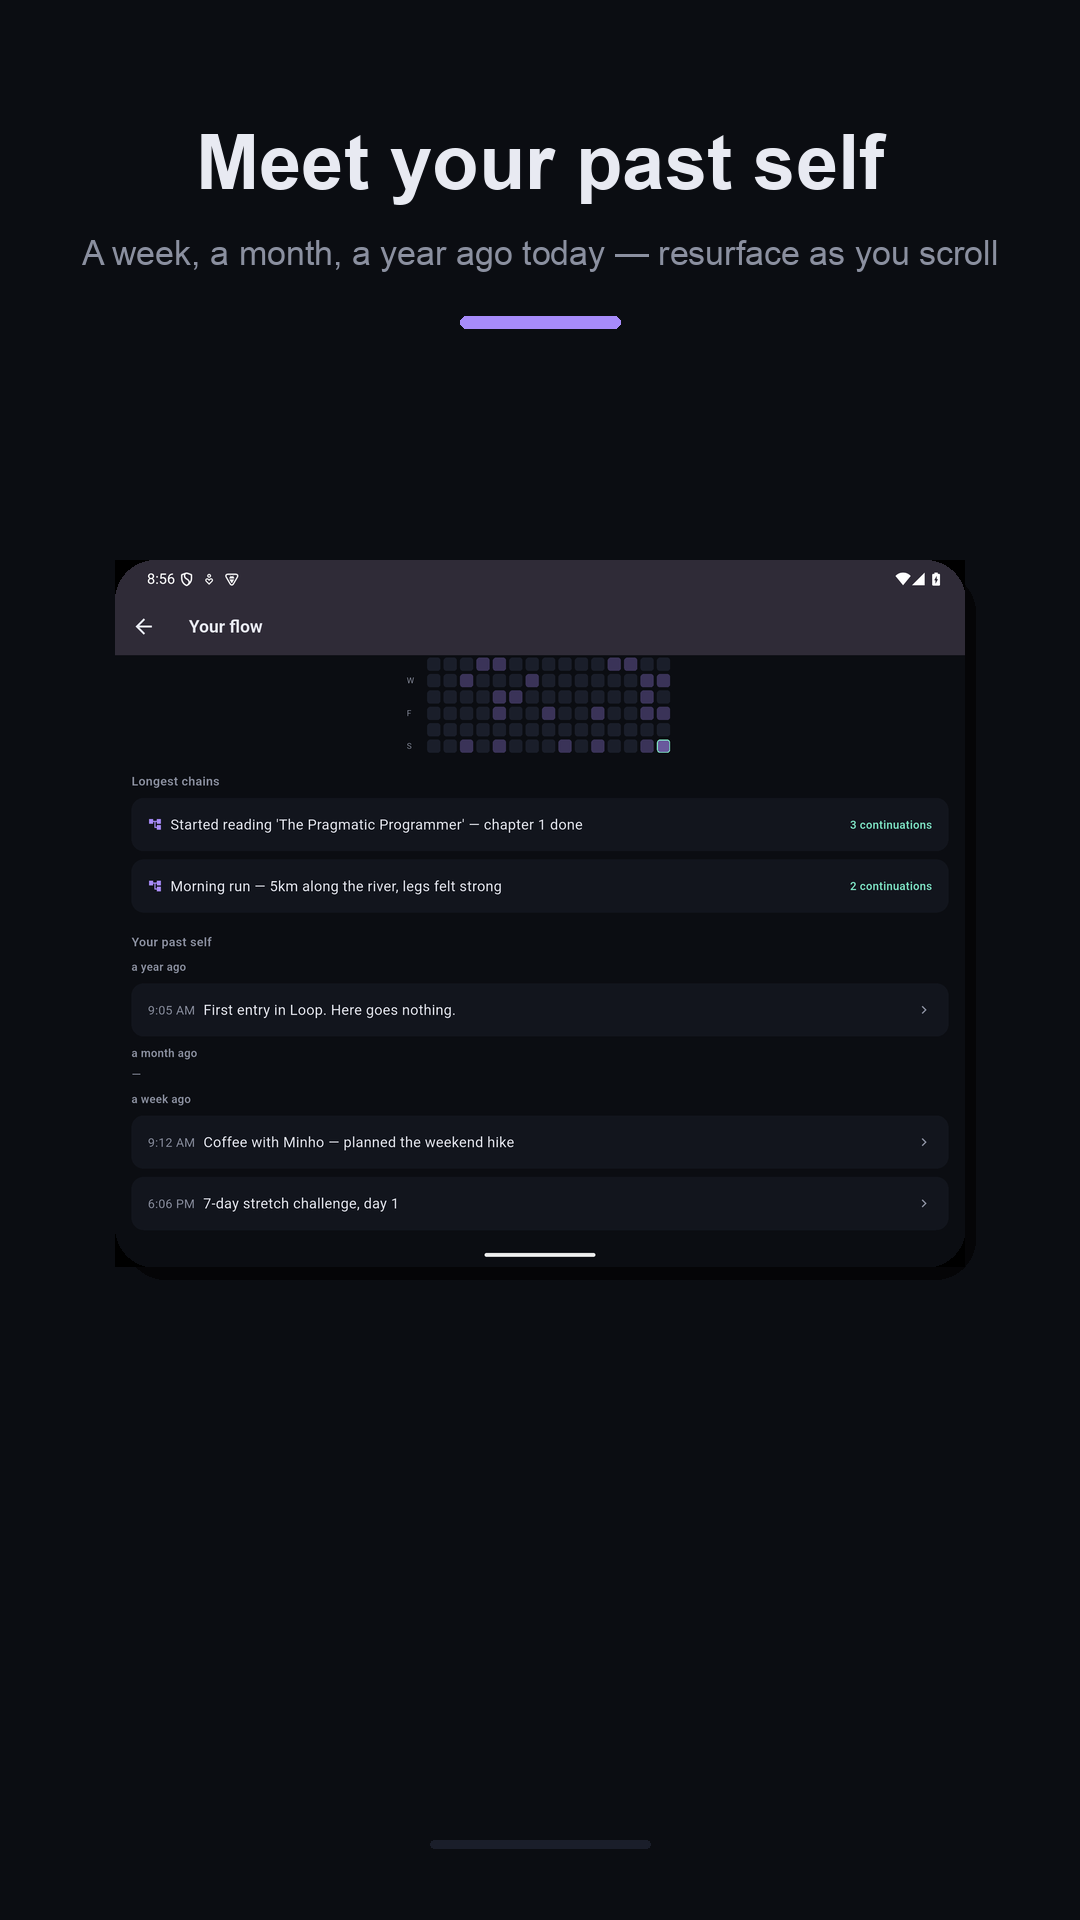 Meet your past self
A week, a month, a year ago today — resurface as you scroll
8:56
Your flow
W
F
S
Longest chains
Started reading 'The Pragmatic Programmer' — chapter 1 done
3 continuations
Morning run — 5km along the river, legs felt strong
2 continuations
Your past self
a year ago
9:05 AM First entry in Loop. Here goes nothing.
a month ago
—
a week ago
9:12 AM Coffee with Minho — planned the weekend hike
6:06 PM 7-day stretch challenge, day 1